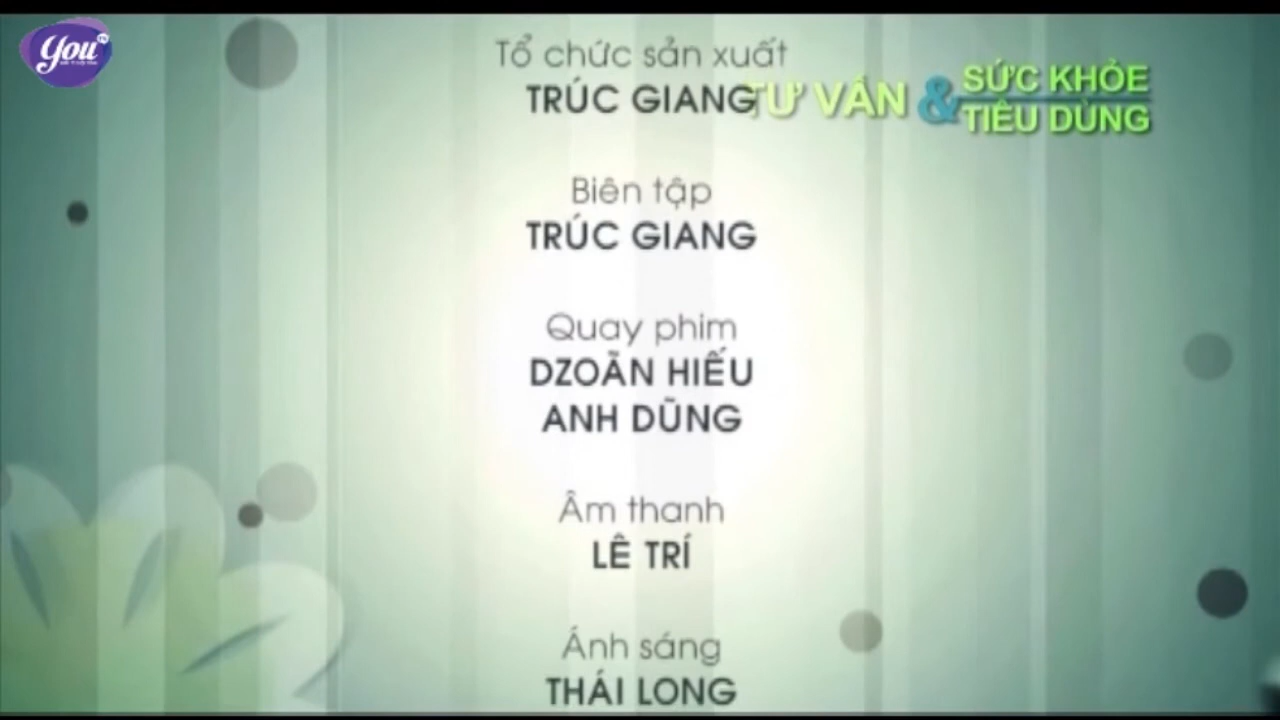 you
Tổ chức sản xuất
TRÚC GIANG
TƯ VẤN & SỨC KHỎE
TIÊU DÙNG
Biên tập
TRÚC GIANG
Quay phim
DZOÃN HIẾU
ANH DŨNG
Âm thanh
LÊ TRÍ
Ánh sáng
THÁI LONG